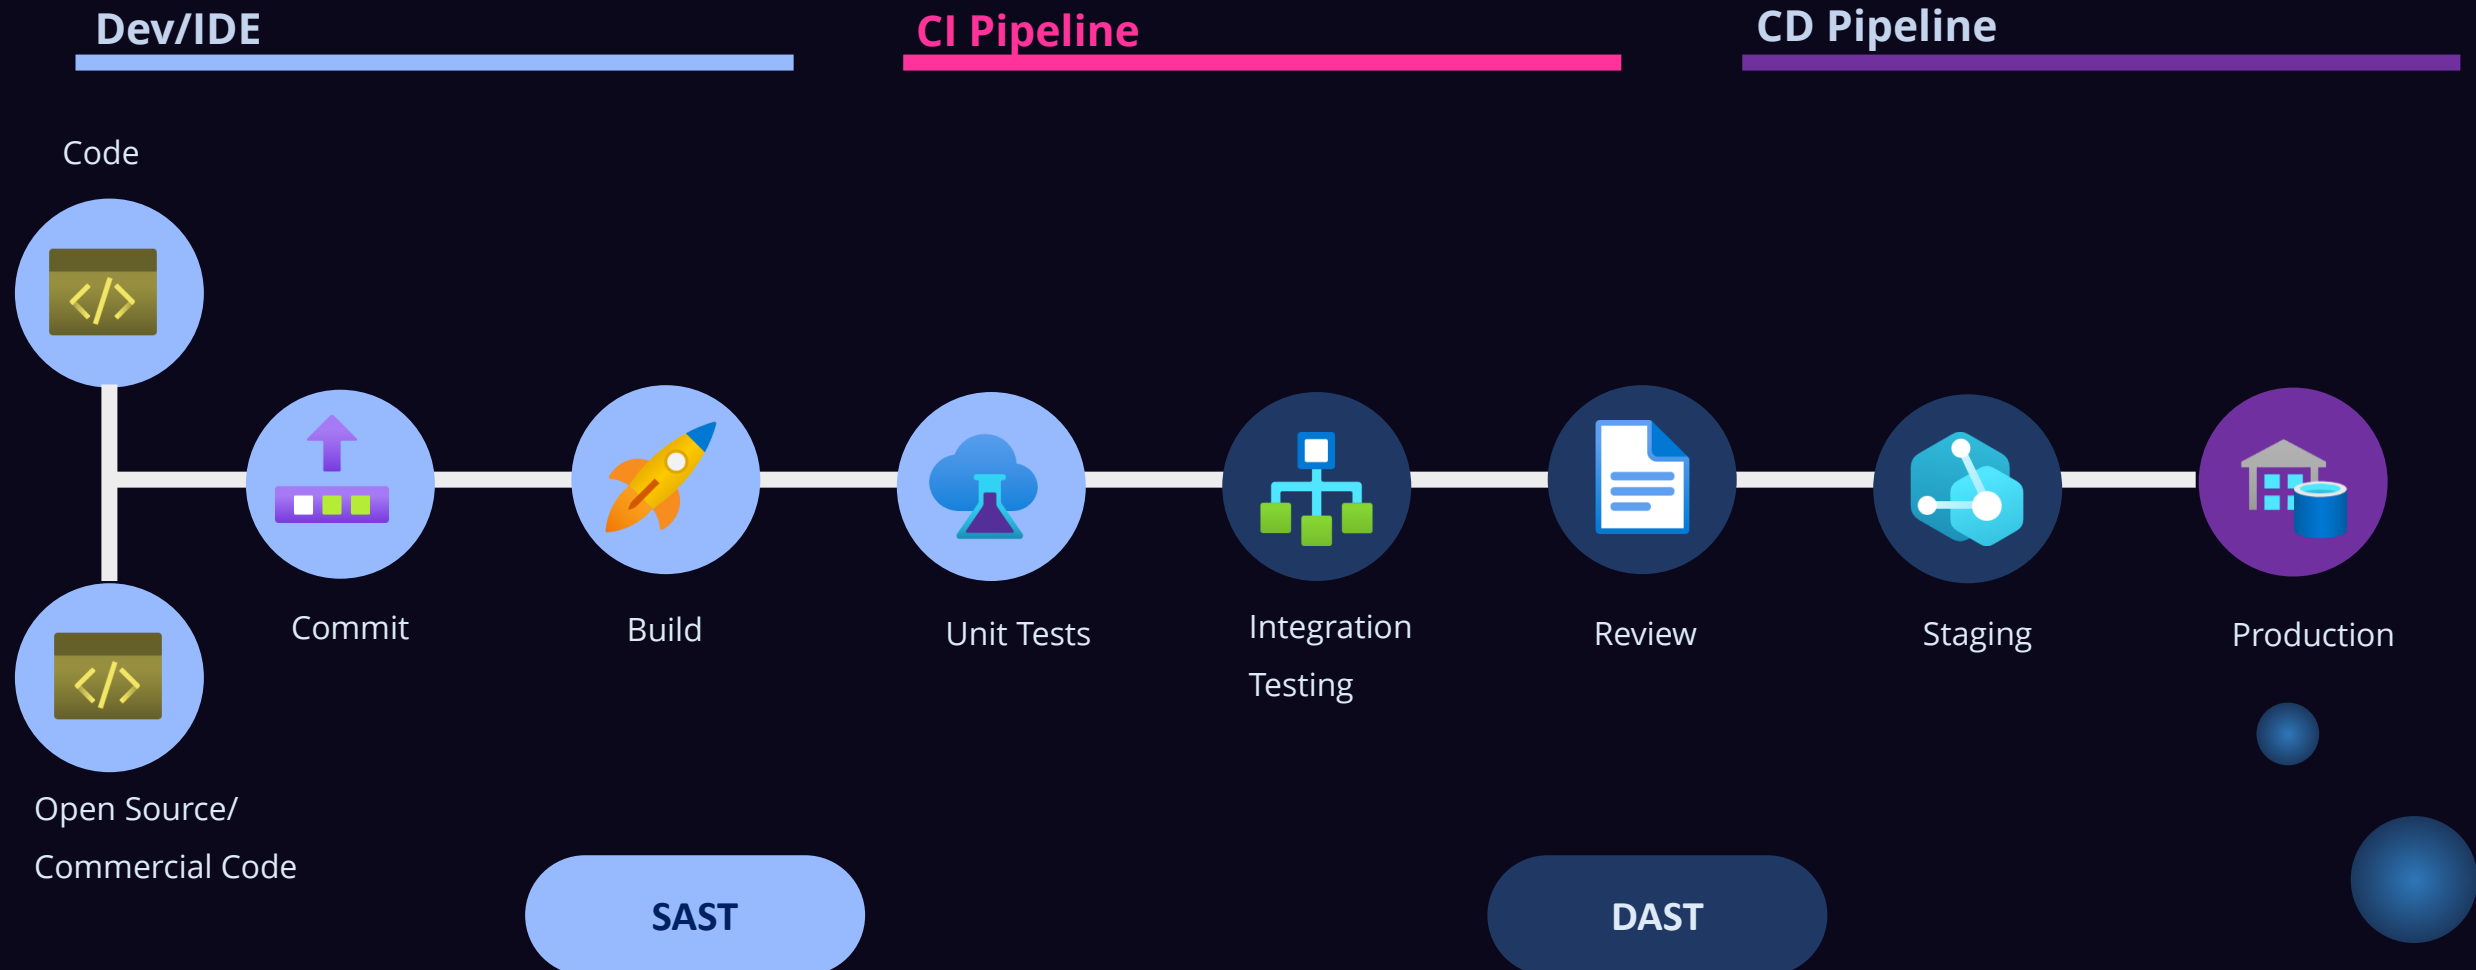 Dev/IDE
CI Pipeline
CD Pipeline
Code
Commit
Build
Unit Tests
Integration
Testing
Review
Staging
Production
Open Source/
Commercial Code
SAST
DAST